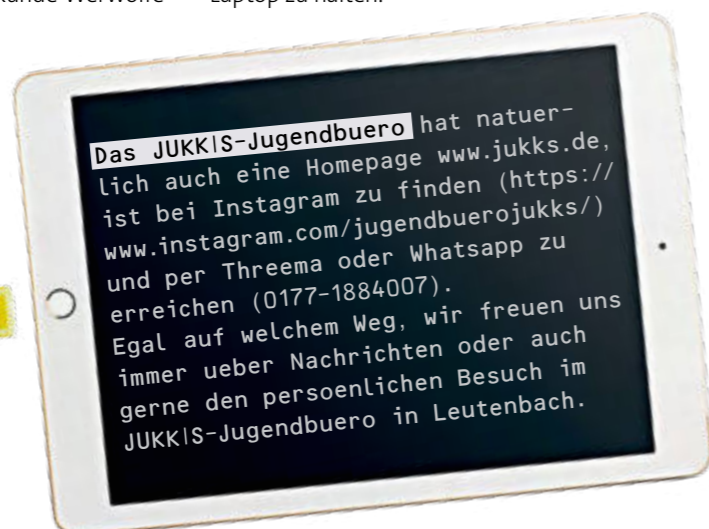 Laptop zu halten.
Das JUKK|S-Jugendbuero hat natuer-
lich auch eine Homepage www.jukks.de,
ist bei Instagram zu finden (https://
www.instagram.com/jugendbuerojukks/)
und per Threema oder Whatsapp zu
erreichen (0177-1884007).
Egal auf welchem Weg, wir freuen uns
immer ueber Nachrichten oder auch
gerne den persoenlichen Besuch im
JUKK|S-Jugendbuero in Leutenbach.